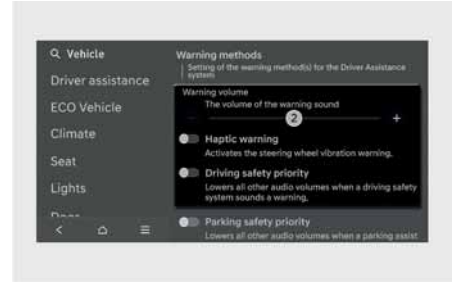 Vehicle
Driver assistance
ECO Vehicle
Climate
Seat
Lights
Warning methods
Setting of the warning method(s) for the Driver Assistance
system
Warning volume
The volume of the warning sound
2
Haptic warning
Activates the steering wheel vibration warning.
Driving safety priority
Lowers all other audio volumes when a driving safety
system sounds a warning.
Parking safety priority
Lowers all other audio volumes when a parking assist